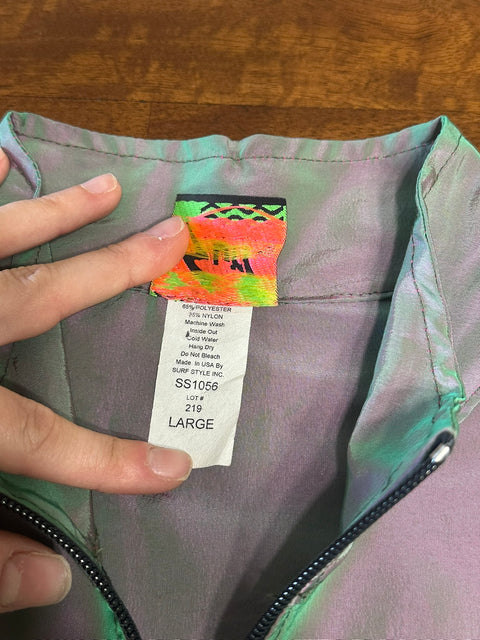 65% POLYESTER
35% NYLON
Machine Wash
Inside Out
Cold Water
Hang Dry
Do Not Bleach
Made In USA By
SURF STYLE INC.
SS1056
LOT #
219
LARGE